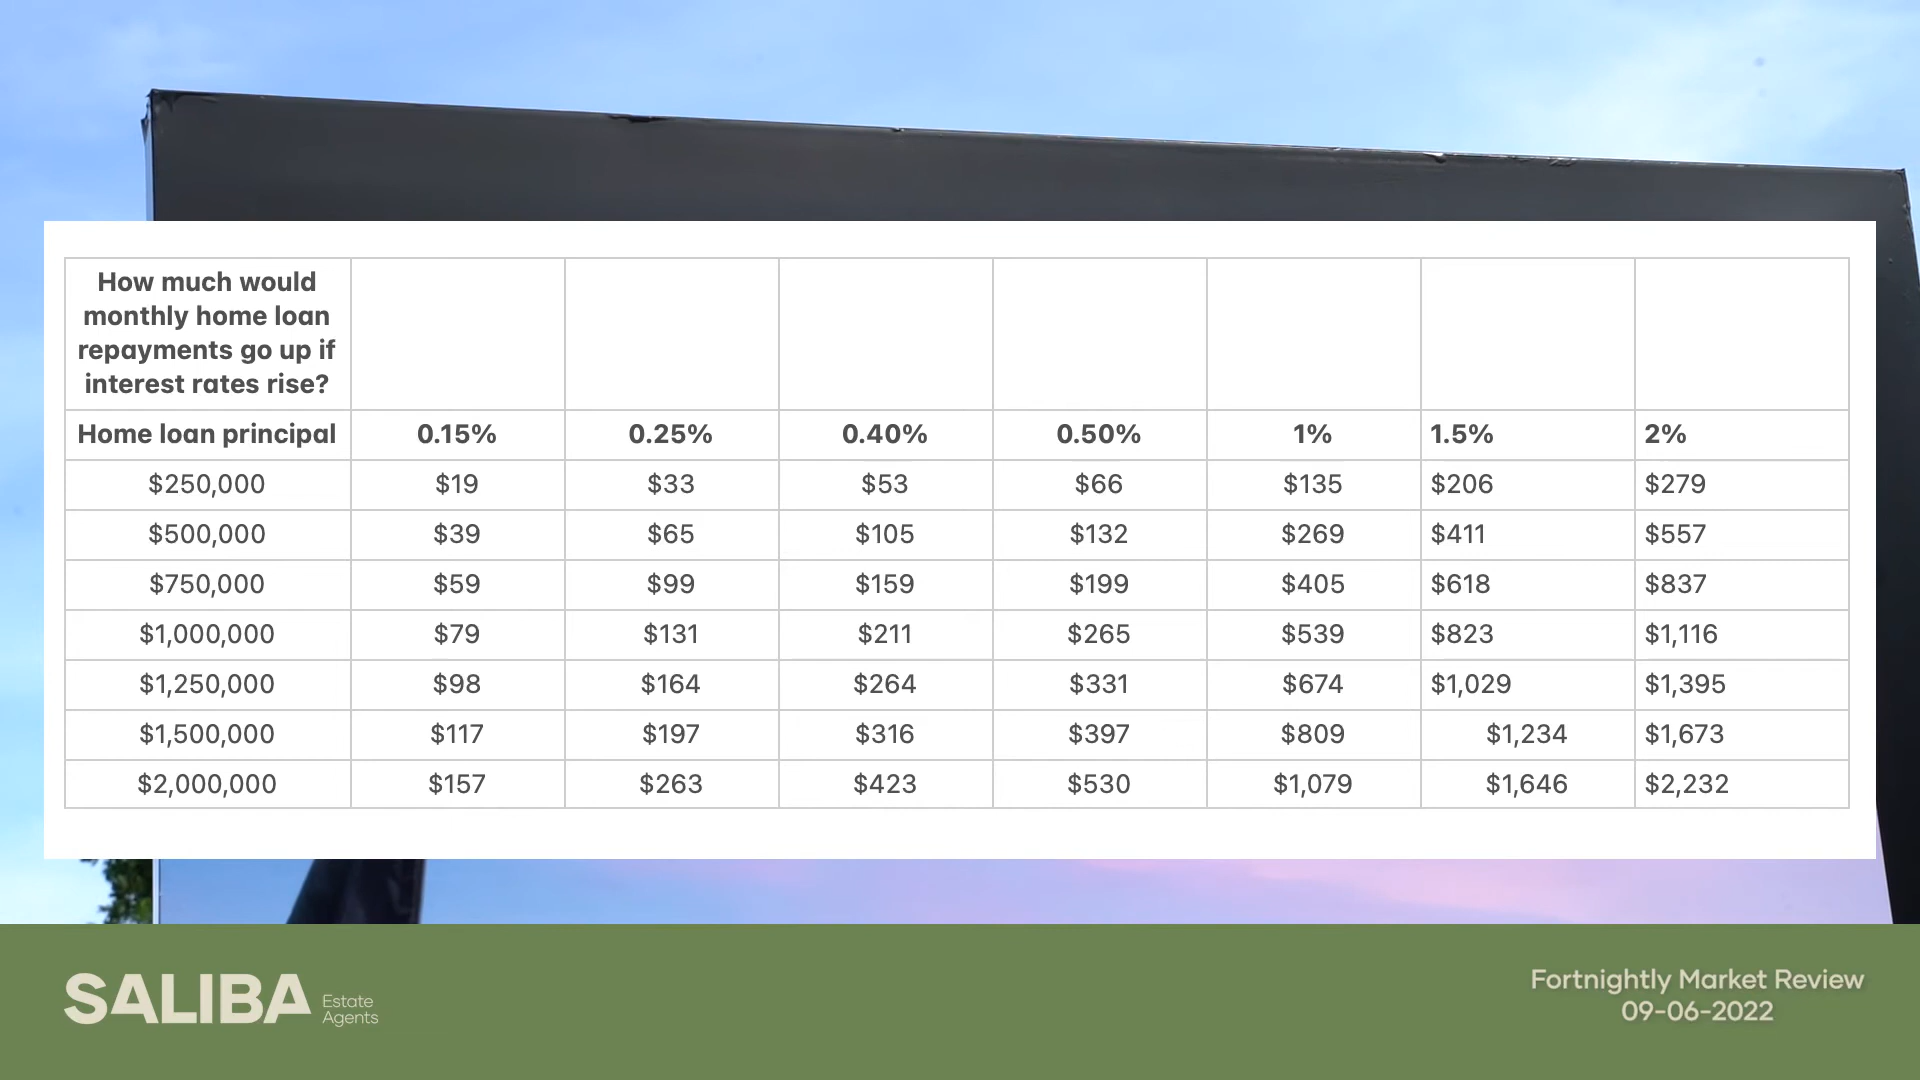 How much would
monthly home loan
repayments go up if
interest rates rise?
Home loan principal 0.15% 0.25% 0.40% 0.50% 1% 1.5% 2%
$250,000 $19 $33 $53 $66 $135 $206 $279
$500,000 $39 $65 $105 $132 $269 $411 $557
$750,000 $59 $99 $159 $199 $405 $618 $837
$1,000,000 $79 $131 $211 $265 $539 $823 $1,116
$1,250,000 $98 $164 $264 $331 $674 $1,029 $1,395
$1,500,000 $117 $197 $316 $397 $809 $1,234 $1,673
$2,000,000 $157 $263 $423 $530 $1,079 $1,646 $2,232
SALIBA Estate
Agents
Fortnightly Market Review
09-06-2022